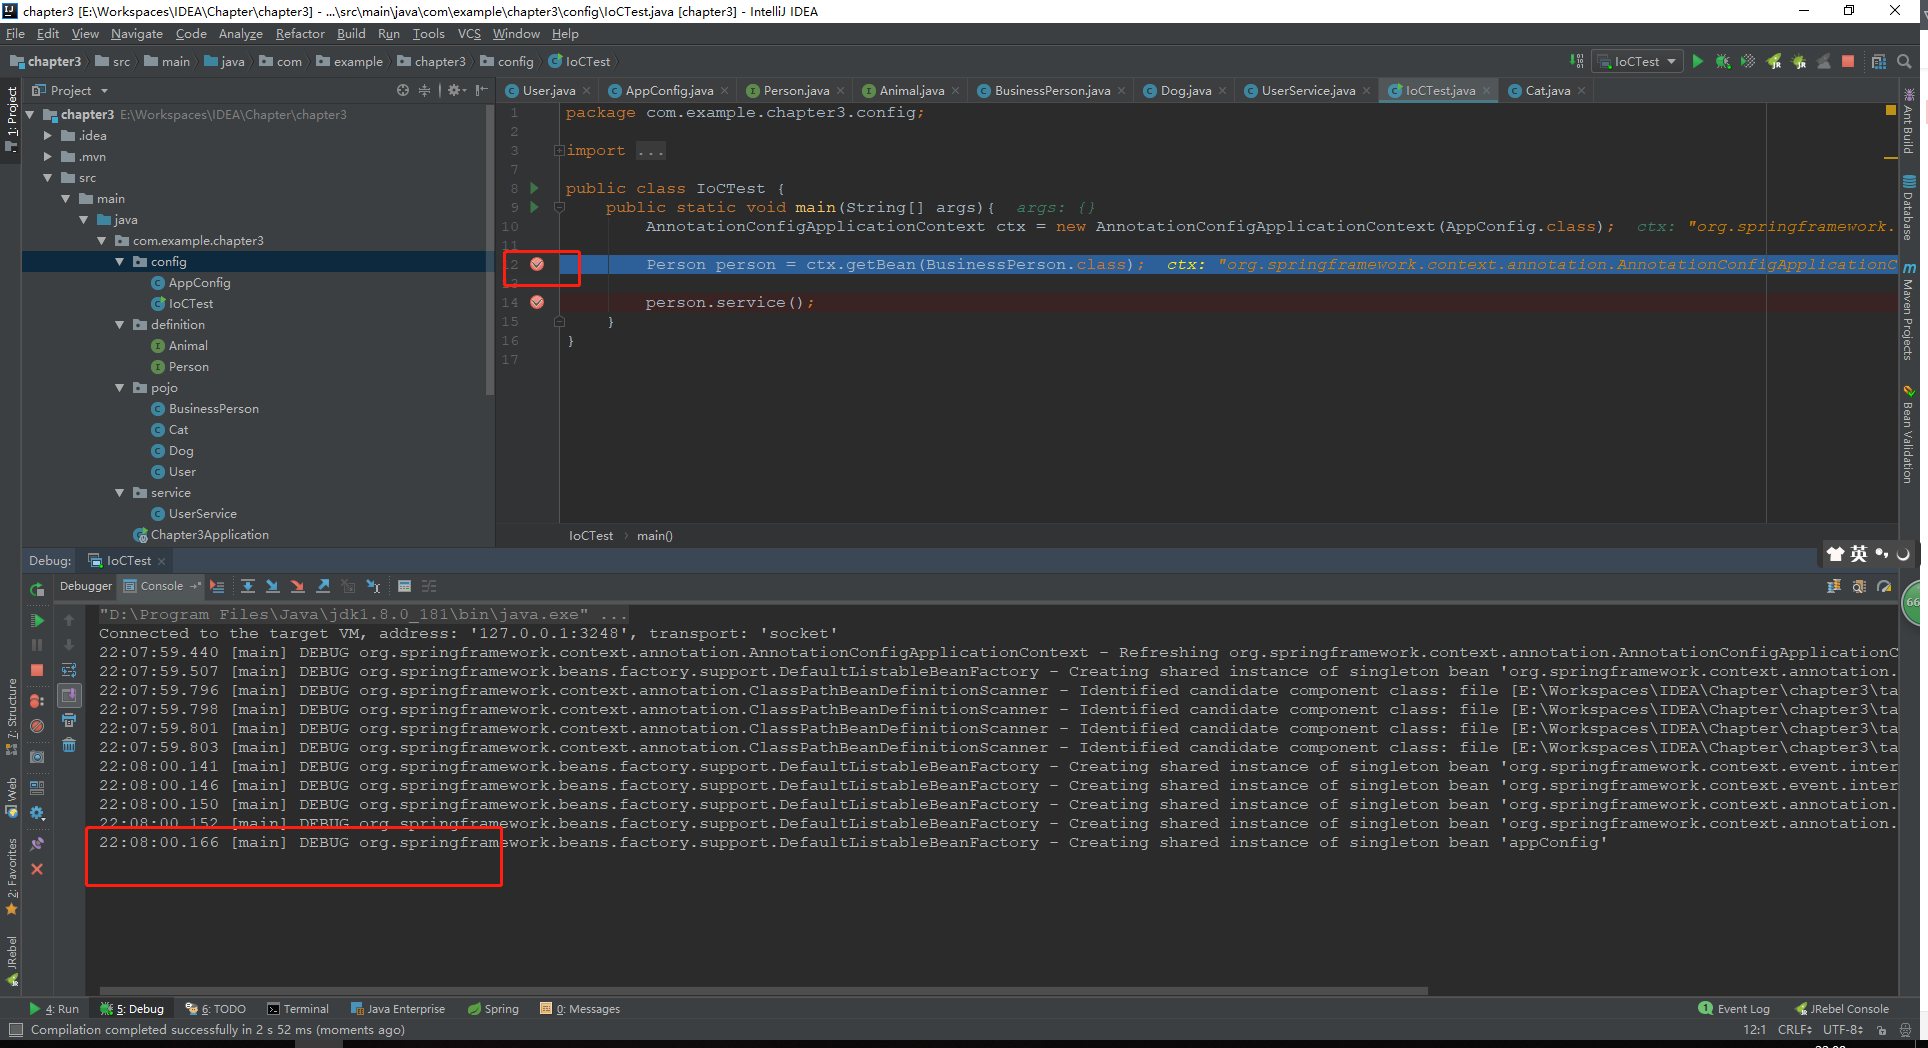 chapter3 [E:\Workspaces\IDEA\Chapter\chapter3] - ...\src\main\java\com\example\chapter3\config\IoCTest.java [chapter3] - IntelliJ IDEA
File Edit View Navigate Code Analyze Refactor Build Run Tools VCS Window Help
chapter3 src main java com example chapter3 config IoCTest
IoCTest
1: Project
Project
User.java AppConfig.java Person.java Animal.java BusinessPerson.java Dog.java UserService.java IoCTest.java Cat.java
chapter3 E:\Workspaces\IDEA\Chapter\chapter3
.idea
.mvn
src
main
java
com.example.chapter3
config
AppConfig
IoCTest
definition
Animal
Person
pojo
BusinessPerson
Cat
Dog
User
service
UserService
Chapter3Application
1 package com.example.chapter3.config;
2
3 import ...
7
8 public class IoCTest {
9 public static void main(String[] args){ args: {}
10 AnnotationConfigApplicationContext ctx = new AnnotationConfigApplicationContext(AppConfig.class); ctx: "org.springframework.
11
12 Person person = ctx.getBean(BusinessPerson.class); ctx: "org.springframework.context.annotation.AnnotationConfigApplicationC
14 person.service();
15 }
16 }
17
IoCTest main()
Ant Build
Database
Maven Projects
Bean Validation
英
66
Debug: IoCTest
Debugger Console
"D:\Program Files\Java\jdk1.8.0_181\bin\java.exe" ...
Connected to the target VM, address: '127.0.0.1:3248', transport: 'socket'
22:07:59.440 [main] DEBUG org.springframework.context.annotation.AnnotationConfigApplicationContext - Refreshing org.springframework.context.annotation.AnnotationConfigApplicationC
22:07:59.507 [main] DEBUG org.springframework.beans.factory.support.DefaultListableBeanFactory - Creating shared instance of singleton bean 'org.springframework.context.annotation.
22:07:59.796 [main] DEBUG org.springframework.context.annotation.ClassPathBeanDefinitionScanner - Identified candidate component class: file [E:\Workspaces\IDEA\Chapter\chapter3\ta
22:07:59.798 [main] DEBUG org.springframework.context.annotation.ClassPathBeanDefinitionScanner - Identified candidate component class: file [E:\Workspaces\IDEA\Chapter\chapter3\ta
22:07:59.801 [main] DEBUG org.springframework.context.annotation.ClassPathBeanDefinitionScanner - Identified candidate component class: file [E:\Workspaces\IDEA\Chapter\chapter3\ta
22:07:59.803 [main] DEBUG org.springframework.context.annotation.ClassPathBeanDefinitionScanner - Identified candidate component class: file [E:\Workspaces\IDEA\Chapter\chapter3\ta
22:08:00.141 [main] DEBUG org.springframework.beans.factory.support.DefaultListableBeanFactory - Creating shared instance of singleton bean 'org.springframework.context.event.inter
22:08:00.146 [main] DEBUG org.springframework.beans.factory.support.DefaultListableBeanFactory - Creating shared instance of singleton bean 'org.springframework.context.event.inter
22:08:00.150 [main] DEBUG org.springframework.beans.factory.support.DefaultListableBeanFactory - Creating shared instance of singleton bean 'org.springframework.context.annotation.
22:08:00.152 [main] DEBUG org.springframework.beans.factory.support.DefaultListableBeanFactory - Creating shared instance of singleton bean 'org.springframework.context.annotation.
22:08:00.166 [main] DEBUG org.springframework.beans.factory.support.DefaultListableBeanFactory - Creating shared instance of singleton bean 'appConfig'
7: Structure
Web
2: Favorites
JRebel
4: Run 5: Debug 6: TODO Terminal Java Enterprise Spring 0: Messages 1 Event Log JRebel Console
Compilation completed successfully in 2 s 52 ms (moments ago) 12:1 CRLF UTF-8